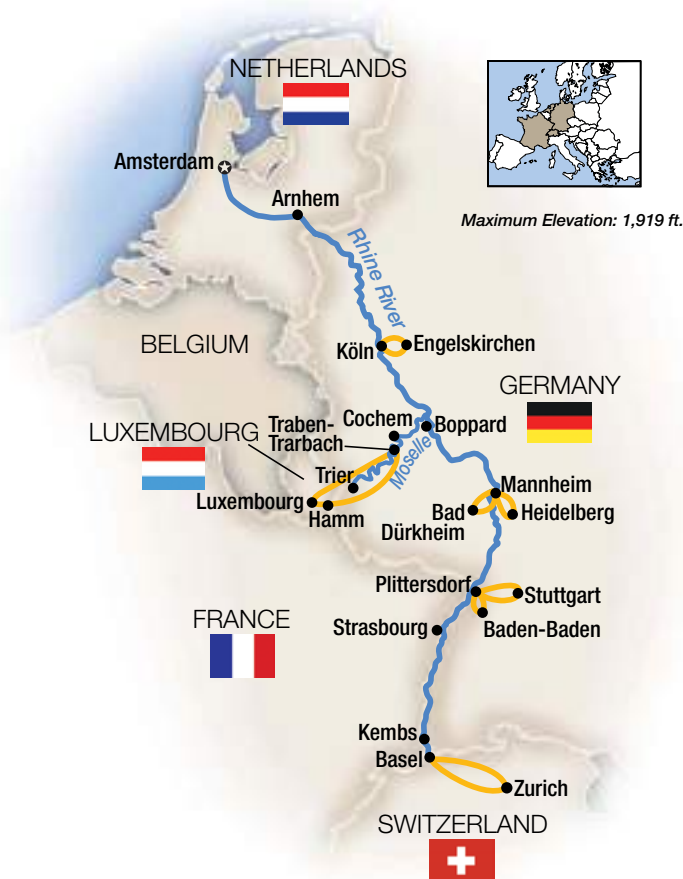 NETHERLANDS
Amsterdam
Maximum Elevation: 1,919 ft.
Arnhem
Rhine River
BELGIUM
Köln
Engelskirchen
GERMANY
Cochem
Boppard
Traben-
Trarbach
LUXEMBOURG
Moselle
Trier
Luxembourg
Hamm
Mannheim
Bad
Dürkheim
Heidelberg
Plittersdorf
Stuttgart
FRANCE
Strasbourg
Baden-Baden
Kembs
Basel
Zurich
SWITZERLAND